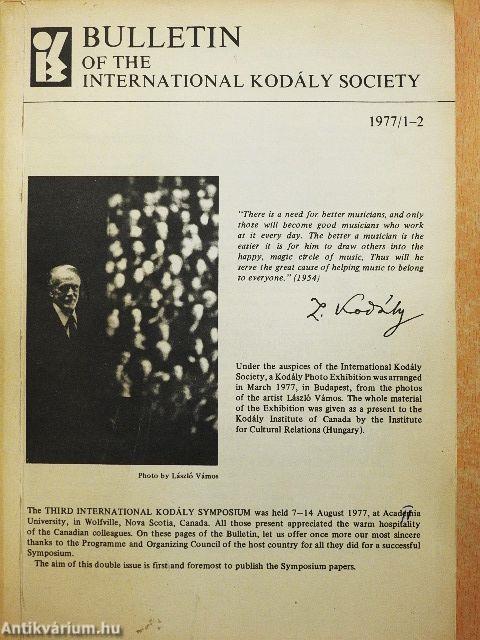 BULLETIN
OF THE
INTERNATIONAL KODÁLY SOCIETY
1977/1–2
"There is a need for better musicians, and only
those will become good musicians who work
at it every day. The better a musician is the
easier it is for him to draw others into the
happy, magic circle of music. Thus will he
serve the great cause of helping music to belong
to everyone." (1954)
Z. Kodály
Under the auspices of the International Kodály
Society, a Kodály Photo Exhibition was arranged
in March 1977, in Budapest, from the photos
of the artist László Vámos. The whole material
of the Exhibition was given as a present to the
Kodály Institute of Canada by the Institute
for Cultural Relations (Hungary).
Photo by László Vámos
The THIRD INTERNATIONAL KODÁLY SYMPOSIUM was held 7–14 August 1977, at Acadia
University, in Wolfville, Nova Scotia, Canada. All those present appreciated the warm hospitality
of the Canadian colleagues. On these pages of the Bulletin, let us offer once more our most sincere
thanks to the Programme and Organizing Council of the host country for all they did for a successful
Symposium.
The aim of this double issue is first and foremost to publish the Symposium papers.
Antikvárium.hu